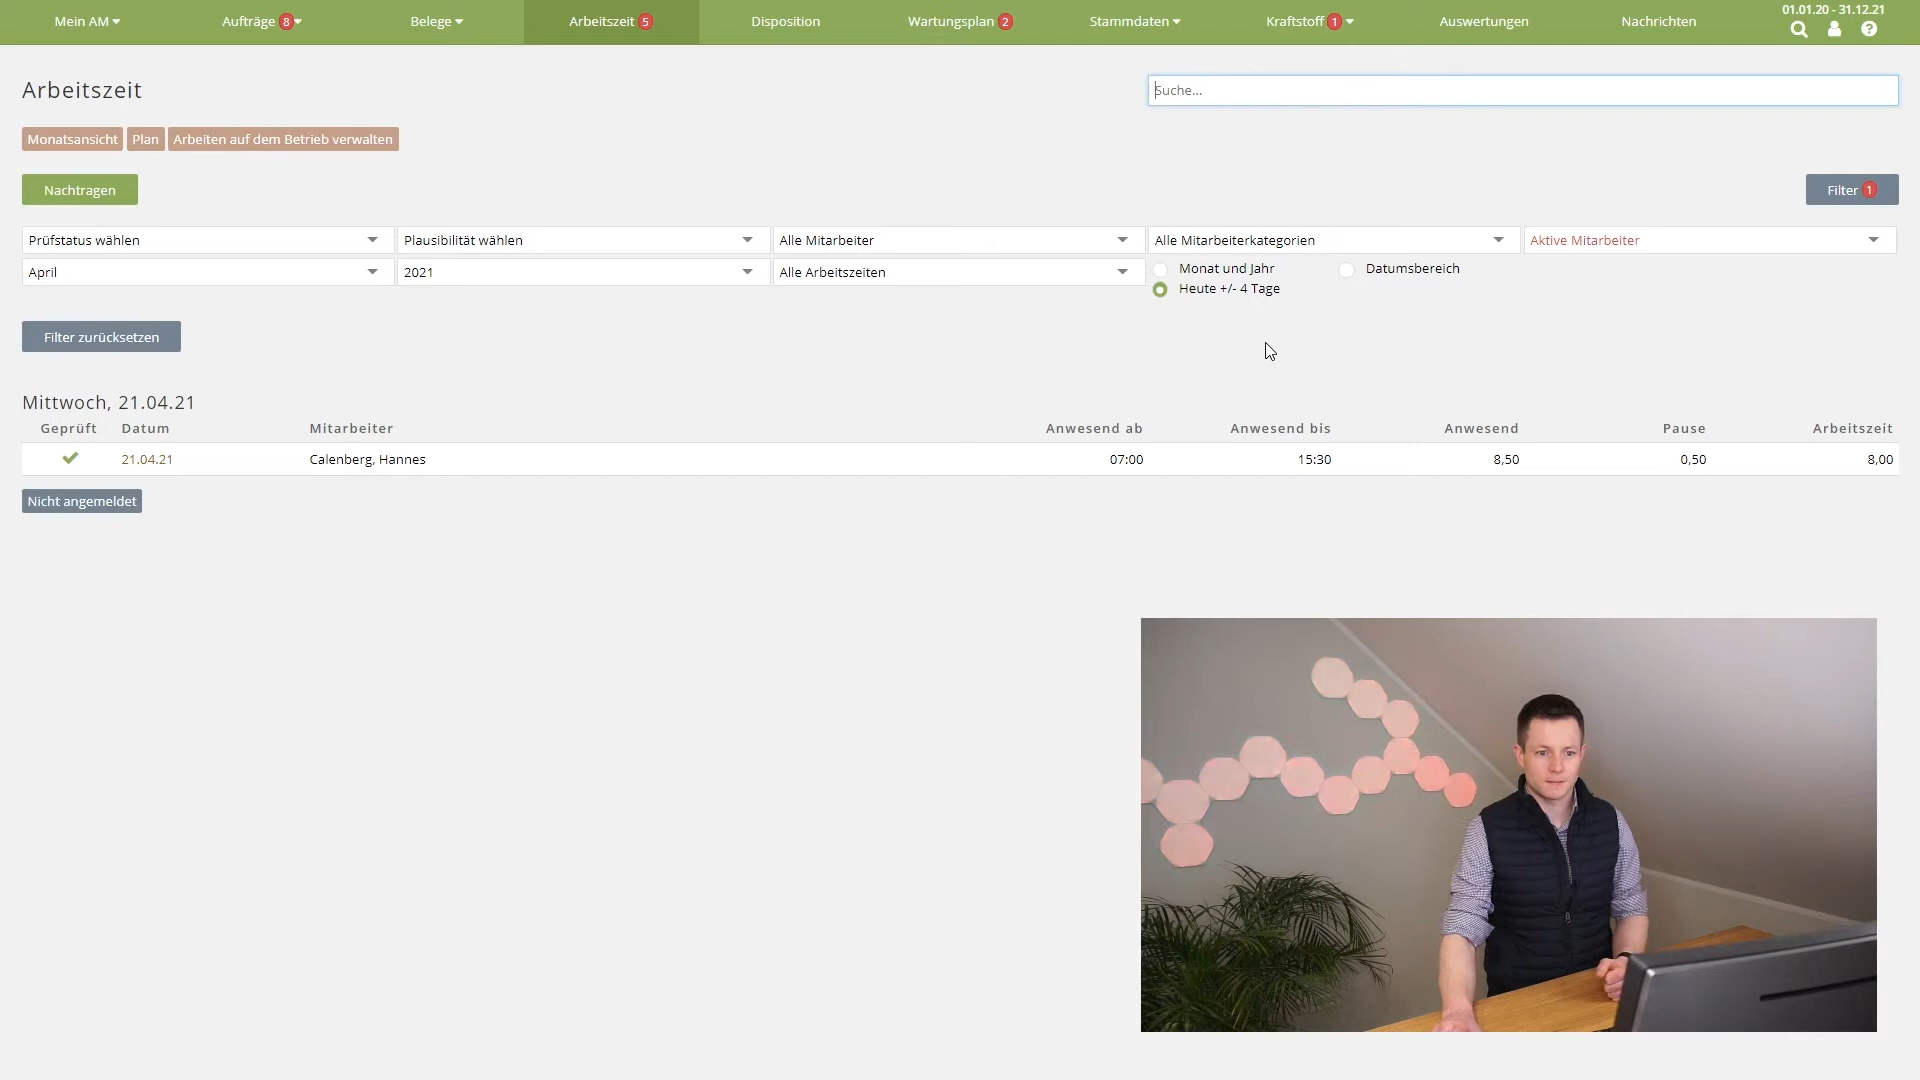 Mein AM Aufträge 8 Belege Arbeitszeit 5 Disposition Wartungsplan 2 Stammdaten Kraftstoff 1 Auswertungen Nachrichten 01.01.20 - 31.12.21
Arbeitszeit Suche...
Monatsansicht Plan Arbeiten auf dem Betrieb verwalten
Nachtragen Filter 1
Prüfstatus wählen Plausibilität wählen Alle Mitarbeiter Alle Mitarbeiterkategorien Aktive Mitarbeiter
April 2021 Alle Arbeitszeiten Monat und Jahr Datumsbereich
Heute +/- 4 Tage
Filter zurücksetzen
Mittwoch, 21.04.21
Geprüft Datum Mitarbeiter Anwesend ab Anwesend bis Anwesend Pause Arbeitszeit
21.04.21 Calenberg, Hannes 07:00 15:30 8,50 0,50 8,00
Nicht angemeldet